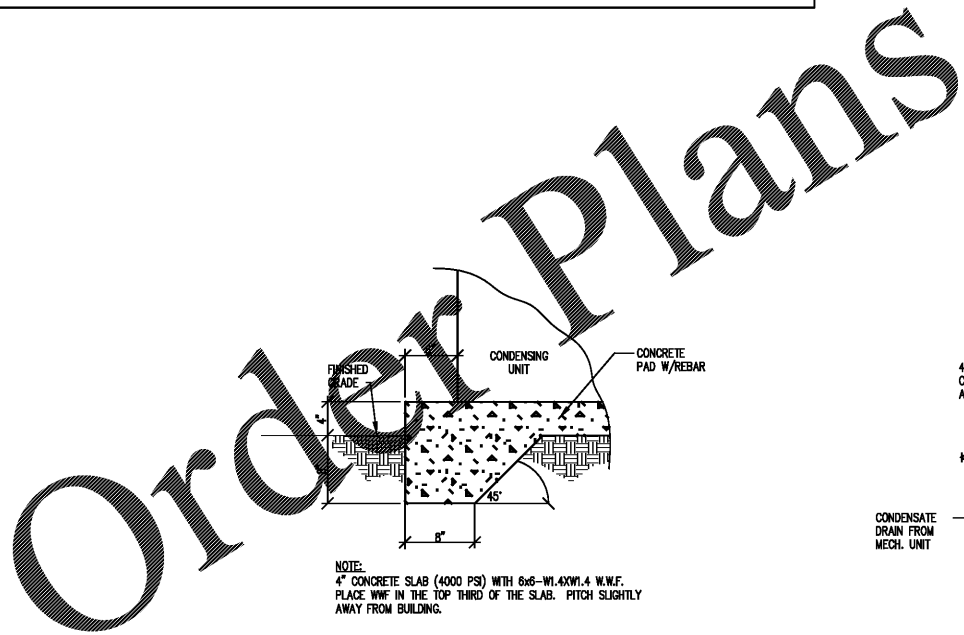 Order Plans
CONDENSING
UNIT
CONCRETE
PAD W/REBAR
FINISHED
GRADE
4"
45°
8"
NOTE:
4" CONCRETE SLAB (4000 PSI) WITH 6x6-W1.4XW1.4 W.W.F.
PLACE WWF IN THE TOP THIRD OF THE SLAB. PITCH SLIGHTLY
AWAY FROM BUILDING.
4
C
A
CONDENSATE
DRAIN FROM
MECH. UNIT